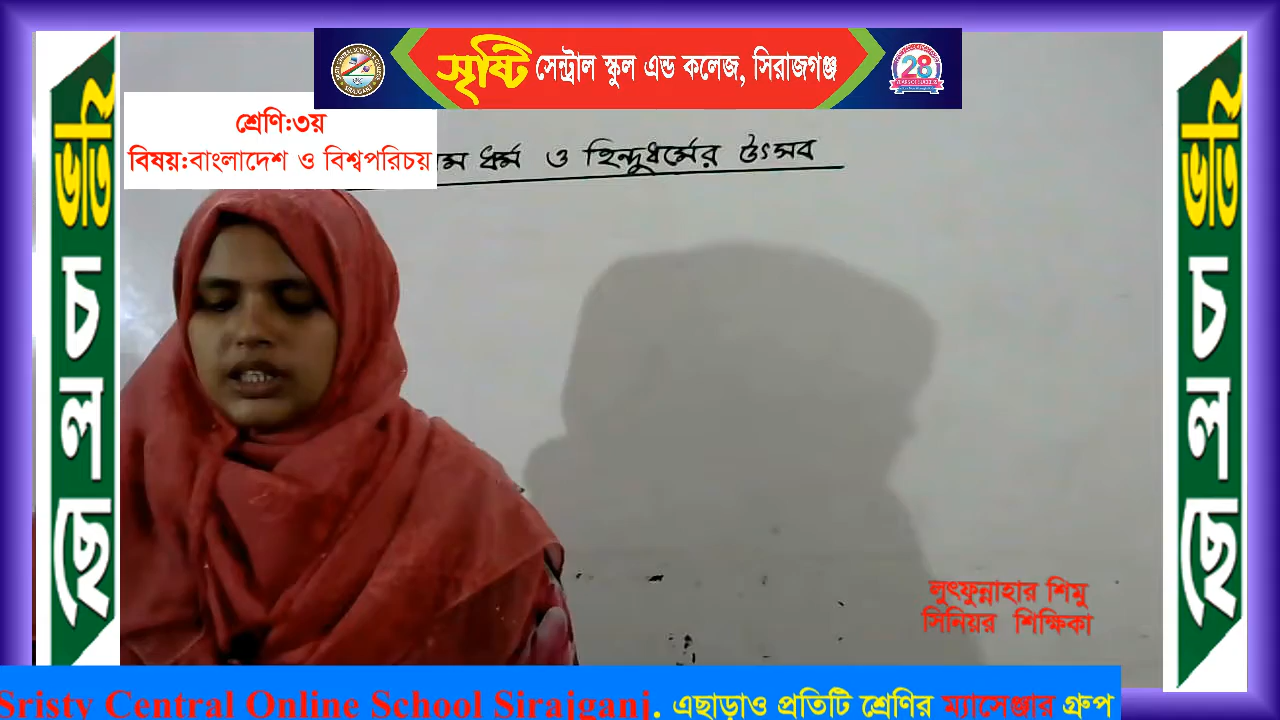 সৃষ্টি সেন্ট্রাল স্কুল এন্ড কলেজ, সিরাজগঞ্জ
28
শ্রেণি:৩য়
বিষয়:বাংলাদেশ ও বিশ্বপরিচয়
ধর্ম ও হিন্দুধর্মের উৎসব
ভর্তি চলছে
ভর্তি চলছে
লুৎফুন্নাহার শিমু
সিনিয়র শিক্ষিকা
Sristy Central Online School Sirajganj. এছাড়াও প্রতিটি শ্রেণির ম্যাসেঞ্জার গ্রুপ